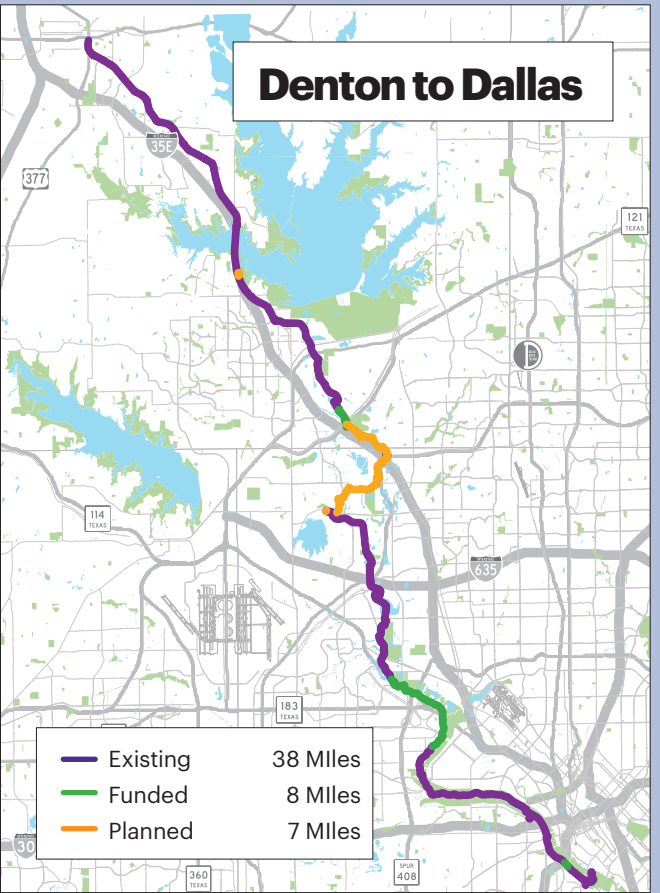 Denton to Dallas
35E
377
121
TEXAS
114
TEXAS
635
183
TEXAS
Existing 38 MIles
Funded 8 MIles
Planned 7 MIles
30
360
TEXAS
SPUR
408